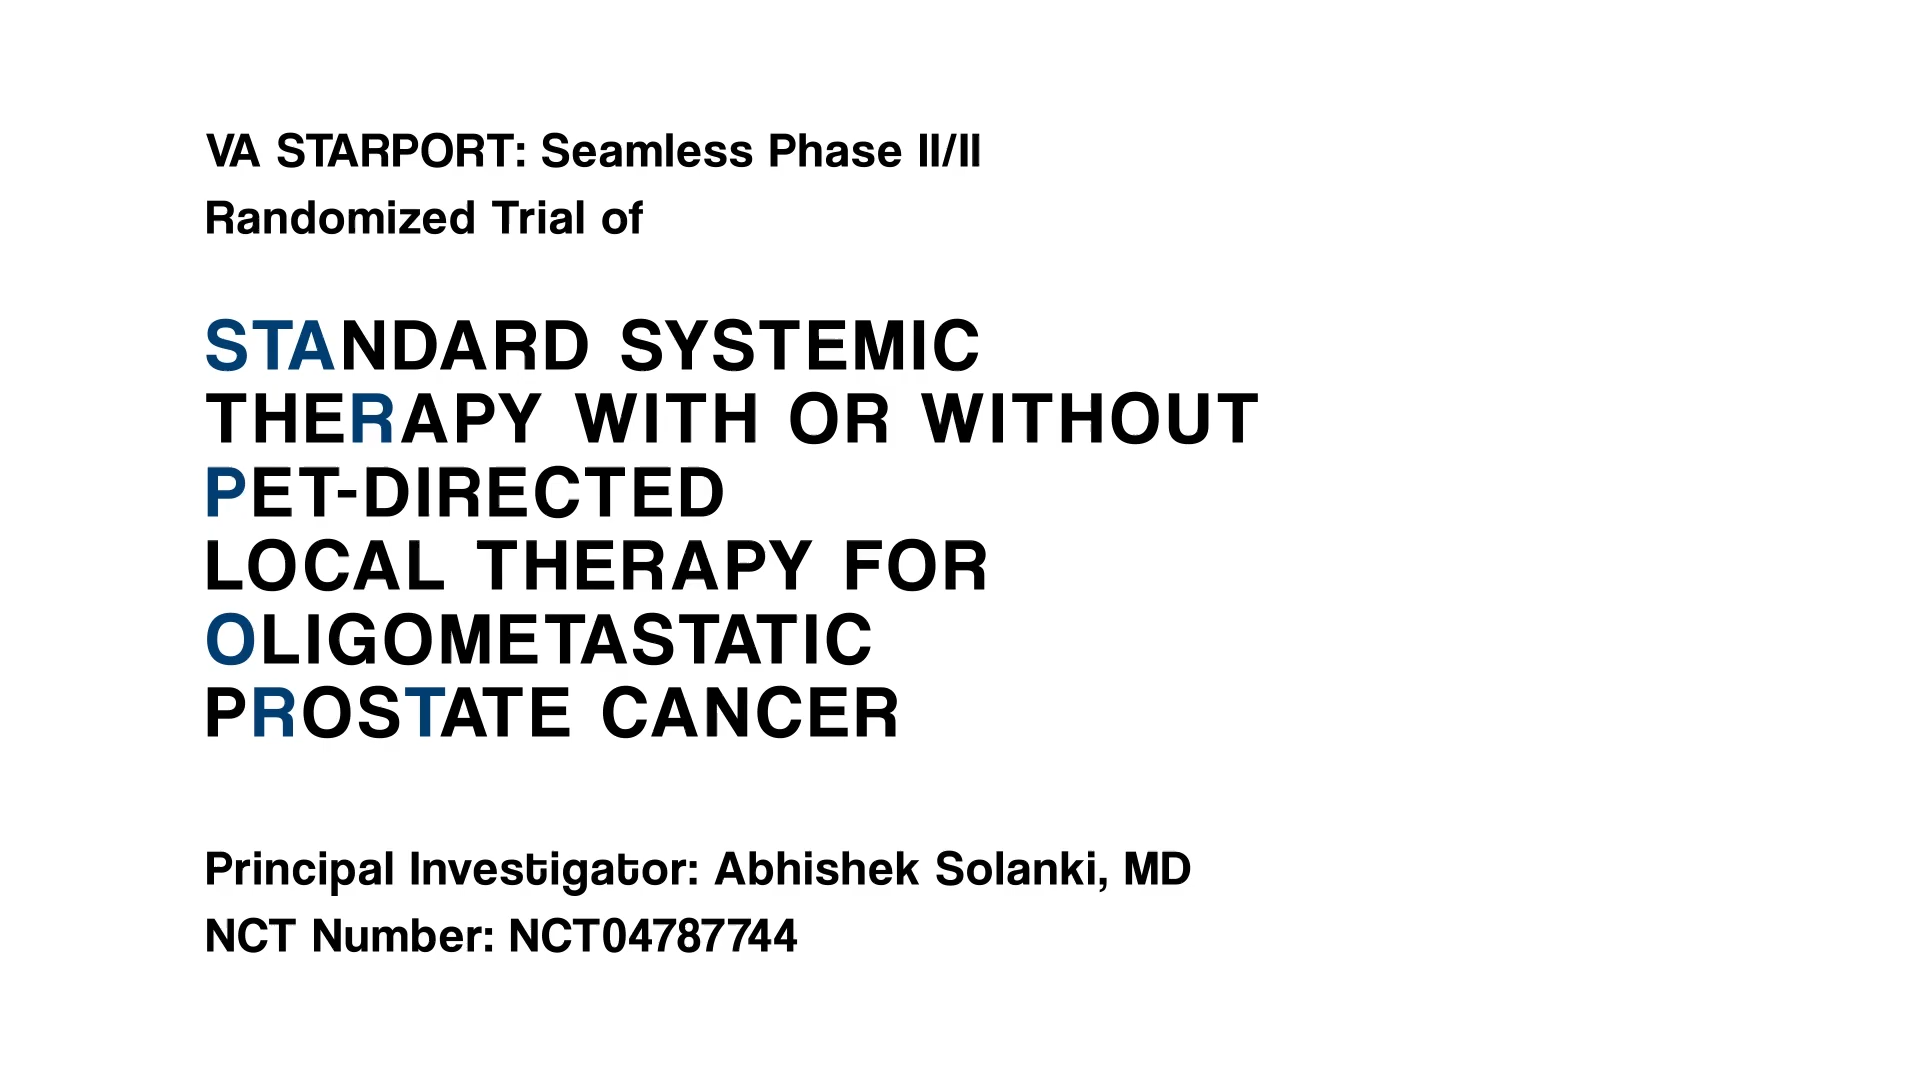 VA STARPORT: Seamless Phase II/II
Randomized Trial of
STANDARD SYSTEMIC
THERAPY WITH OR WITHOUT
PET-DIRECTED
LOCAL THERAPY FOR
OLIGOMETASTATIC
PROSTATE CANCER
Principal Investigator: Abhishek Solanki, MD
NCT Number: NCT04787744